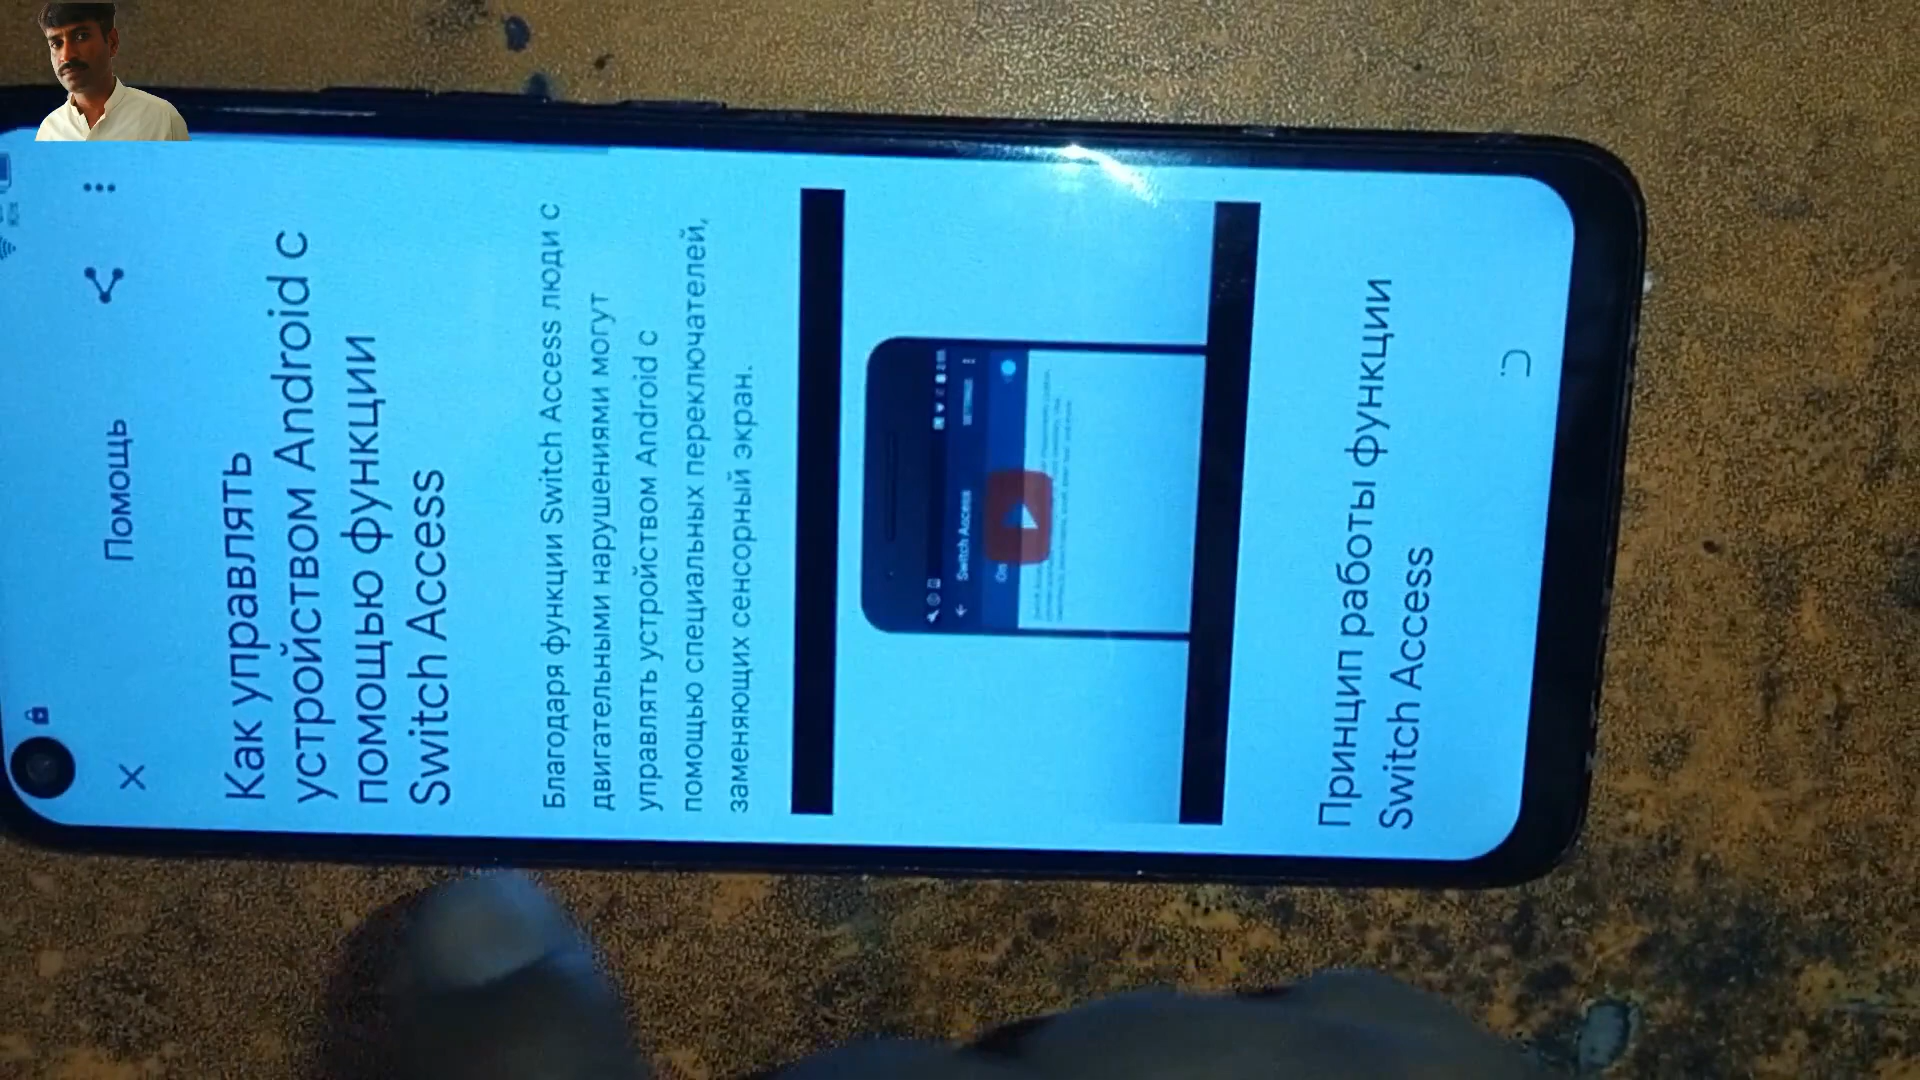 Помощь
Как управлять
устройством Android с
помощью функции
Switch Access
Благодаря функции Switch Access люди с
двигательными нарушениями могут
управлять устройством Android с
помощью специальных переключателей,
заменяющих сенсорный экран.
Switch Access
On
Принцип работы функции
Switch Access